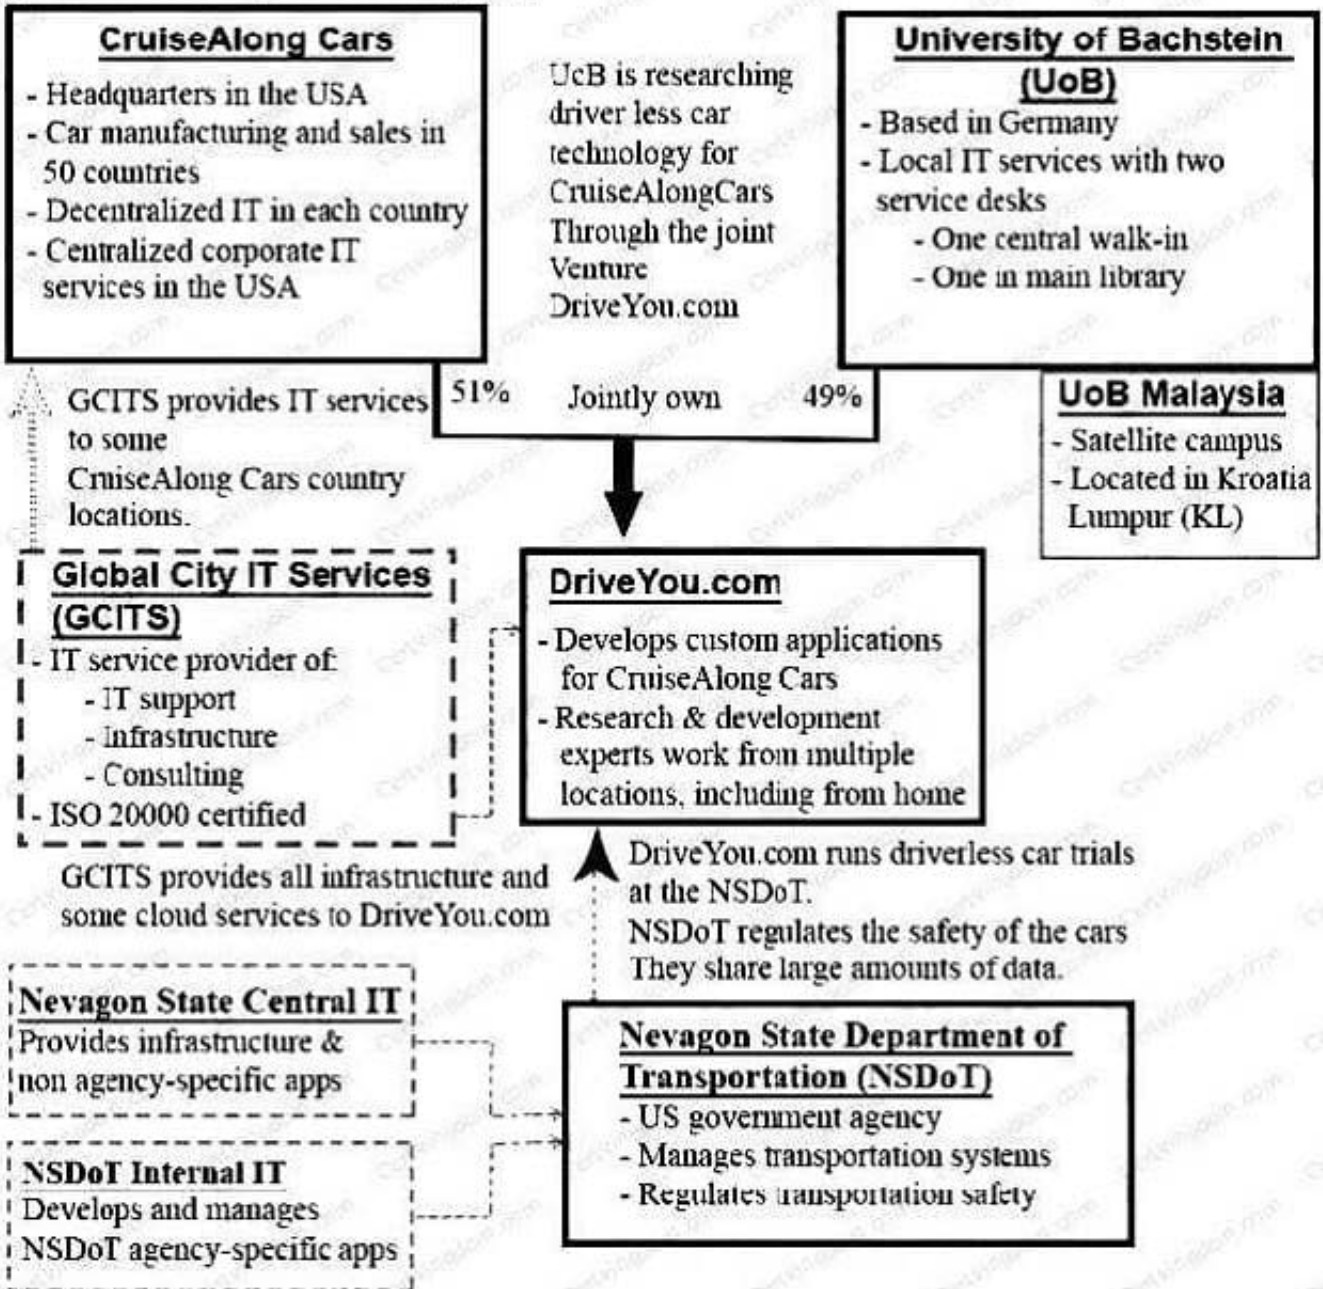 CruiseAlong Cars
- Headquarters in the USA
- Car manufacturing and sales in
50 countries
- Decentralized IT in each country
- Centralized corporate IT
services in the USA
UcB is researching
driver less car
technology for
CruiseAlongCars
Through the joint
Venture
DriveYou.com
University of Bachstein
(UoB)
- Based in Germany
- Local IT services with two
service desks
- One central walk-in
- One in main library
51% Jointly own 49%
UoB Malaysia
- Satellite campus
- Located in Kroatia
Lumpur (KL)
GCITS provides IT services
to some
CruiseAlong Cars country
locations.
Global City IT Services
(GCITS)
- IT service provider of:
- IT support
- Infrastructure
- Consulting
- ISO 20000 certified
DriveYou.com
- Develops custom applications
for CruiseAlong Cars
- Research & development
experts work from multiple
locations, including from home
GCITS provides all infrastructure and
some cloud services to DriveYou.com
DriveYou.com runs driverless car trials
at the NSDoT.
NSDoT regulates the safety of the cars
They share large amounts of data.
Nevagon State Central IT
Provides infrastructure &
non agency-specific apps
NSDoT Internal IT
Develops and manages
NSDoT agency-specific apps
Nevagon State Department of
Transportation (NSDoT)
- US government agency
- Manages transportation systems
- Regulates transportation safety